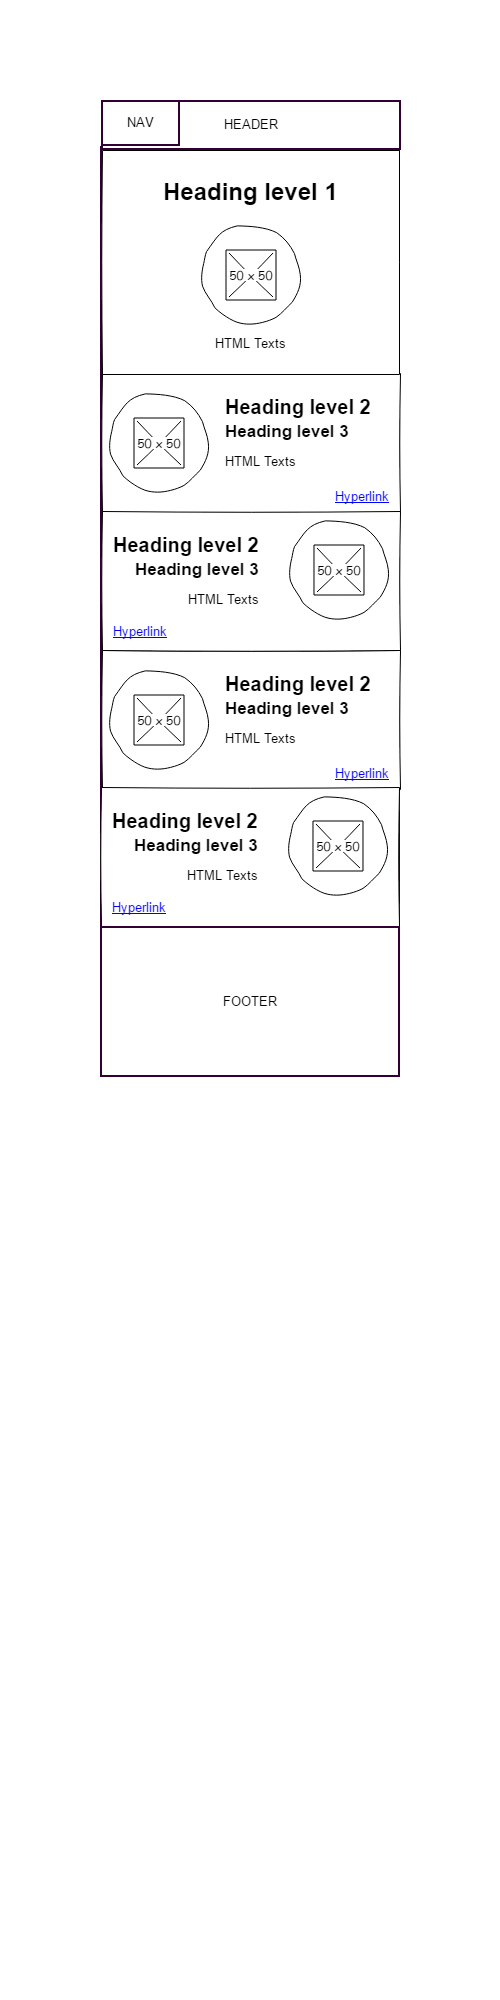 NAV
HEADER
Heading level 1
50 × 50
HTML Texts
50 × 50
Heading level 2
Heading level 3
HTML Texts
Hyperlink
Heading level 2
Heading level 3
50 × 50
HTML Texts
Hyperlink
50 × 50
Heading level 2
Heading level 3
HTML Texts
Hyperlink
Heading level 2
Heading level 3
50 × 50
HTML Texts
Hyperlink
FOOTER